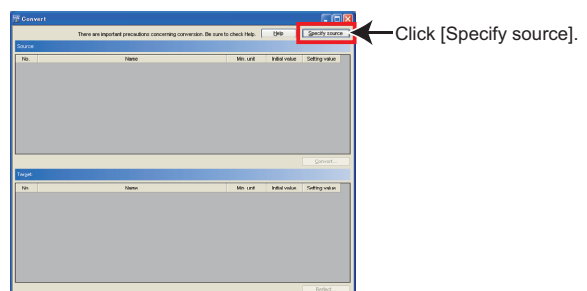 Convert
There are important precautions concerning conversion. Be sure to check Help. Help Specify source
Click [Specify source].
Source
No. Name Min. unit Initial value Setting value
Convert...
Target
No. Name Min. unit Initial value Setting value
Reflect...